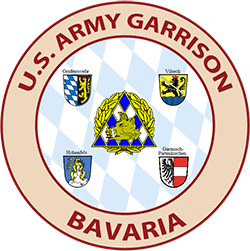 U.S. ARMY GARRISON
Grafenwoehr
Vilseck
Hohenfels
Garmisch-
Partenkirchen
BAVARIA